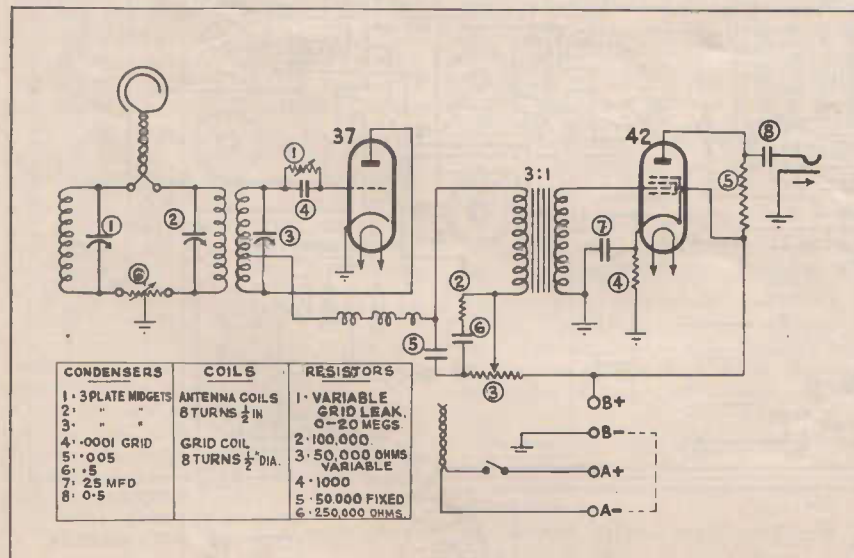 37
42
3:1
①
②
⑥
①
④
③
②
⑥
⑤
③
⑦
④
⑤
⑧
B+
B-
A+
A-
CONDENSERS
1: 3 PLATE MIDGETS
2: " "
3: " "
4: .0001 GRID
5: .005
6: .5
7: 25 MFD
8: 0.5
COILS
ANTENNA COILS
8 TURNS 1/2 IN
GRID COIL
8 TURNS 1/2" DIA.
RESISTORS
1. VARIABLE
GRID LEAK.
0-20 MEGS.
2. 100,000.
3. 50,000 OHMS
VARIABLE
4. 1000
5. 50,000 FIXED
6. 250,000 OHMS.